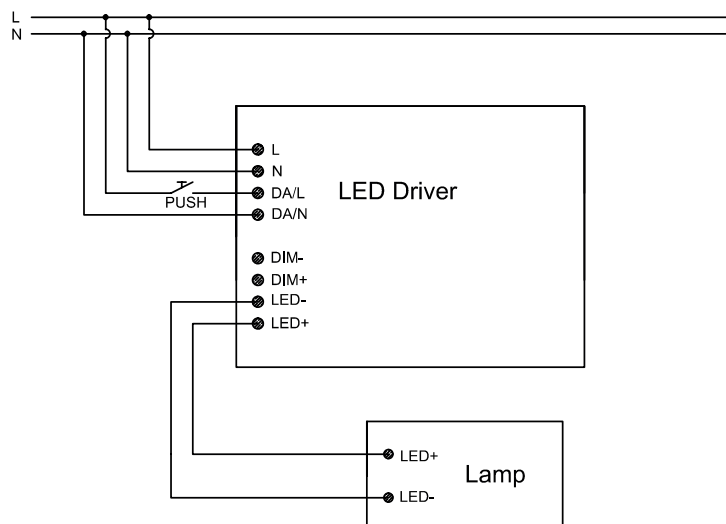 L
N
L
N
DA/L
PUSH
DA/N
LED Driver
DIM-
DIM+
LED-
LED+
LED+
Lamp
LED-